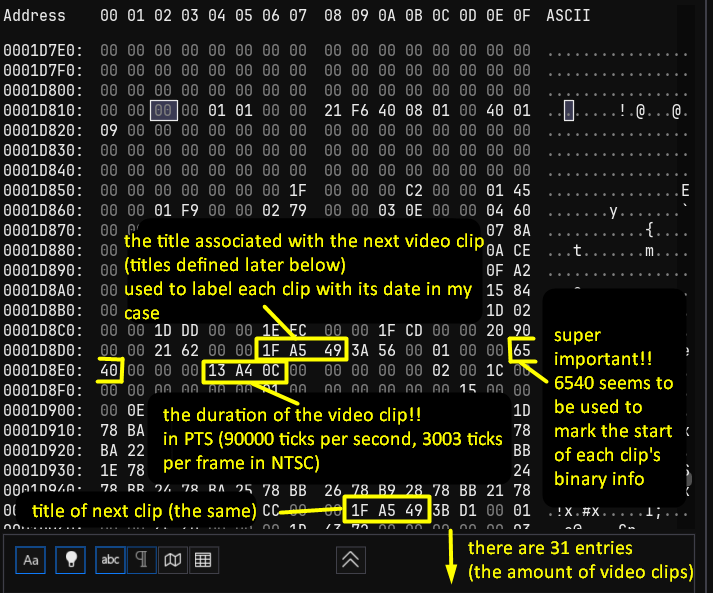 Address 00 01 02 03 04 05 06 07 08 09 0A 0B 0C 0D 0E 0F ASCII
0001D7E0: 00 00 00 00 00 00 00 00 00 00 00 00 00 00 00 00 ................
0001D7F0: 00 00 00 00 00 00 00 00 00 00 00 00 00 00 00 00 ................
0001D800: 00 00 00 00 00 00 00 00 00 00 00 00 00 00 00 00 ................
0001D810: 00 00 00 00 01 01 00 00 21 F6 40 08 01 00 40 01 ........!.@...@.
0001D820: 09 00 00 00 00 00 00 00 00 00 00 00 00 00 00 00 ................
0001D830: 00 00 00 00 00 00 00 00 00 00 00 00 00 00 00 00 ................
0001D840: 00 00 00 00 00 00 00 00 00 00 00 00 00 00 00 00 ................
0001D850: 00 00 00 00 00 00 1F 00 00 00 C2 00 00 01 45 ...............E
0001D860: 00 01 F9 00 00 02 79 00 00 03 0E 00 00 04 60 ......y.......`
0001D870: 07 8A {
0001D880: 0A CE t m
0001D890: 0F A2
0001D8A0: 15 84
0001D8B0: 1D 02
0001D8C0: 00 00 1D DD 00 00 1E EC 00 00 1F CD 00 00 20 90
0001D8D0: 00 00 21 62 00 00 1F A5 49 3A 56 00 01 00 00 65 e
0001D8E0: 40 00 00 00 13 A4 0C 00 00 00 00 00 02 00 1C 00
0001D8F0: 00 00 00 00 01 00 15 00
0001D900: 00 0E 1D
0001D910: 78 BA x
0001D920: BA 22 BB
0001D930: 1E 78 24
0001D940: 78 BB 24 78 BA 25 78 BB 26 78 B9 28 78 BB 21 78
CC 00 00 1F A5 49 3B D1 00 01 .!x.#x
the title associated with the next video clip
(titles defined later below)
used to label each clip with its date in my
case
super
important!!
6540 seems to
be used to
mark the start
of each clip's
binary info
the duration of the video clip!!
in PTS (90000 ticks per second, 3003 ticks
per frame in NTSC)
title of next clip (the same)
there are 31 entries
(the amount of video clips)
Aa
abc